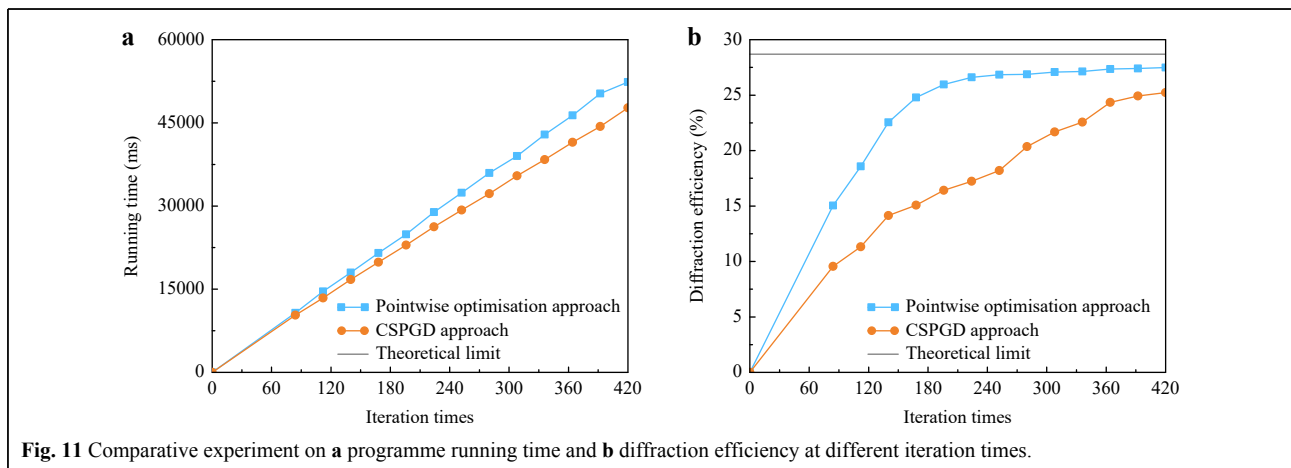 a
60000
45000
30000
15000
0
Running time (ms)
Pointwise optimisation approach
CSPGD approach
Theoretical limit
0 60 120 180 240 300 360 420
Iteration times
b
30
25
20
15
10
5
0
Diffraction efficiency (%)
Pointwise optimisation approach
CSPGD approach
Theoretical limit
0 60 120 180 240 300 360 420
Iteration times
Fig. 11 Comparative experiment on a programme running time and b diffraction efficiency at different iteration times.